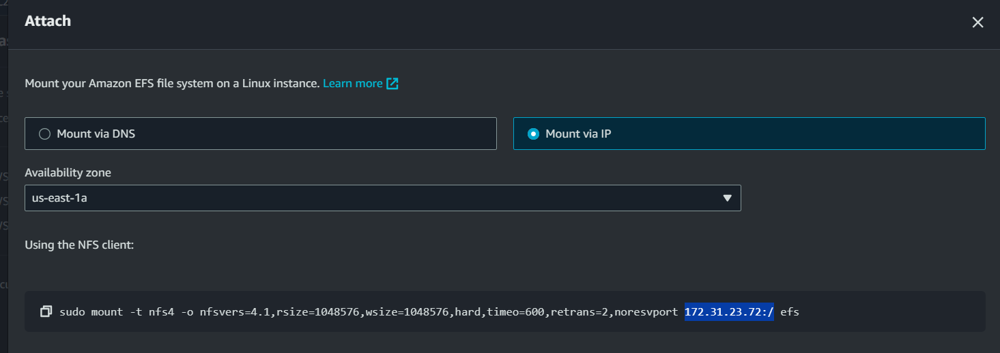 Attach
Mount your Amazon EFS file system on a Linux instance. Learn more
Mount via DNS
Mount via IP
Availability zone
us-east-1a
Using the NFS client:
sudo mount -t nfs4 -o nfsvers=4.1,rsize=1048576,wsize=1048576,hard,timeo=600,retrans=2,noresvport 172.31.23.72:/ efs